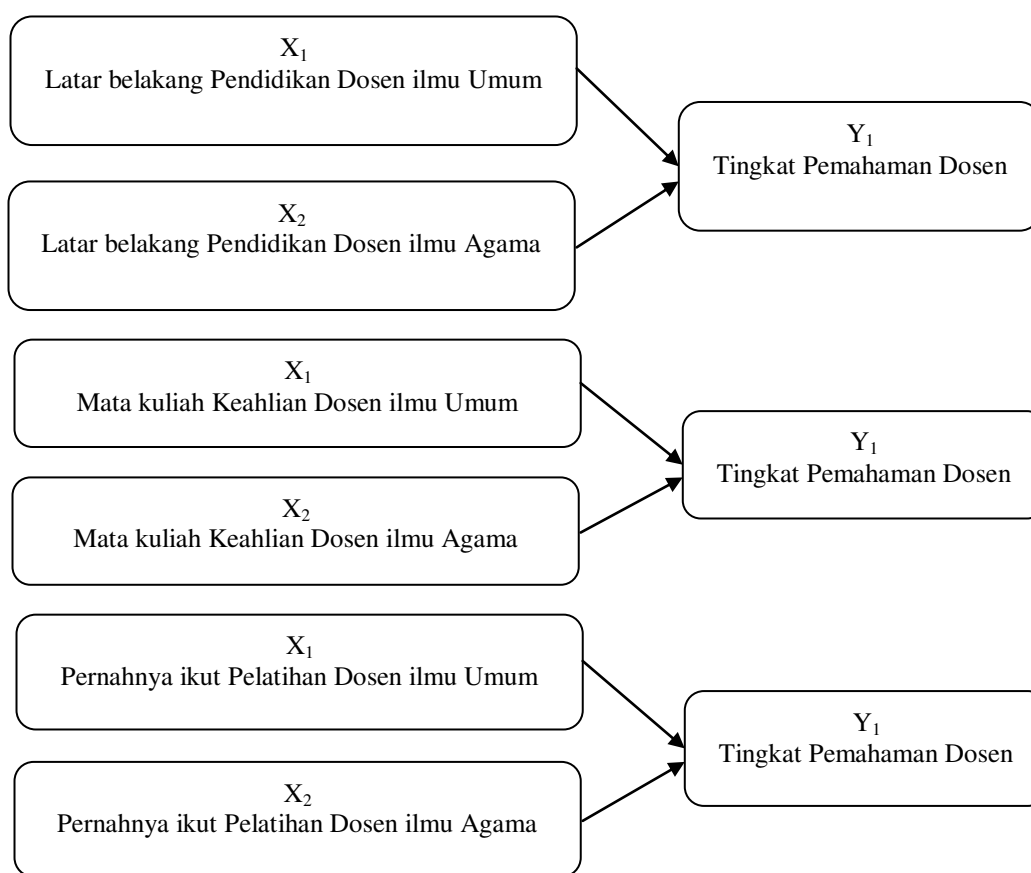 X₁
Latar belakang Pendidikan Dosen ilmu Umum
Y₁
Tingkat Pemahaman Dosen
X₂
Latar belakang Pendidikan Dosen ilmu Agama
X₁
Mata kuliah Keahlian Dosen ilmu Umum
Y₁
Tingkat Pemahaman Dosen
X₂
Mata kuliah Keahlian Dosen ilmu Agama
X₁
Pernahnya ikut Pelatihan Dosen ilmu Umum
Y₁
Tingkat Pemahaman Dosen
X₂
Pernahnya ikut Pelatihan Dosen ilmu Agama